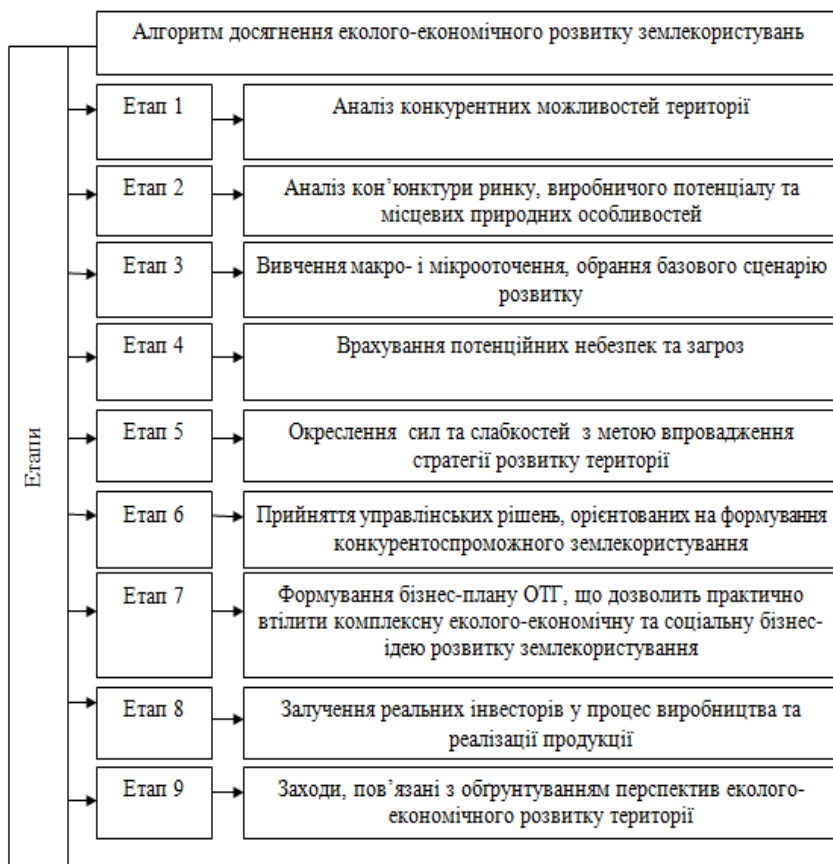 Алгоритм досягнення еколого-економічного розвитку землекористувань
Етапи
Етап 1
Аналіз конкурентних можливостей території
Етап 2
Аналіз кон’юнктури ринку, виробничого потенціалу та
місцевих природних особливостей
Етап 3
Вивчення макро- і мікрооточення, обрання базового сценарію
розвитку
Етап 4
Врахування потенційних небезпек та загроз
Етап 5
Окреслення сил та слабкостей з метою впровадження
стратегії розвитку території
Етап 6
Прийняття управлінських рішень, орієнтованих на формування
конкурентоспроможного землекористування
Етап 7
Формування бізнес-плану ОТГ, що дозволить практично
втілити комплексну еколого-економічну та соціальну бізнес-
ідею розвитку землекористування
Етап 8
Залучення реальних інвесторів у процес виробництва та
реалізації продукції
Етап 9
Заходи, пов’язані з обґрунтуванням перспектив еколого-
економічного розвитку території